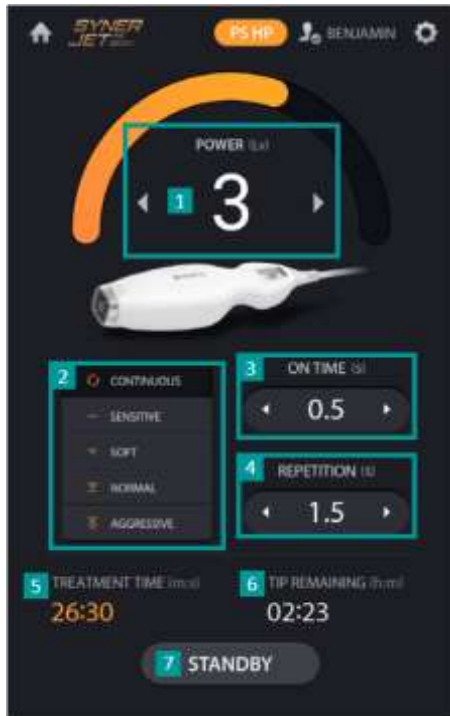 SYNER
JET
PS HP
BENJAMIN
POWER (Lv)
1
3
2
CONTINUOUS
SENSITIVE
SOFT
NORMAL
AGGRESSIVE
3
ON TIME (s)
0.5
4
REPETITION (s)
1.5
5
TREATMENT TIME (m:s)
26:30
6
TIP REMAINING (h:m)
02:23
7
STANDBY